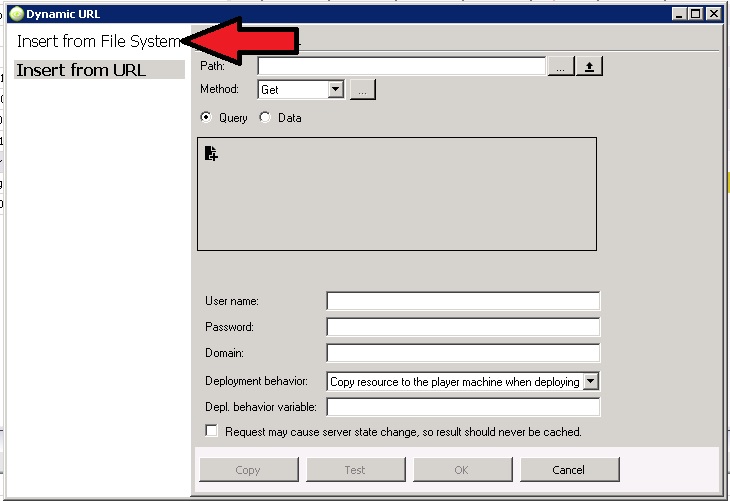 Dynamic URL
Insert from File System
Insert from URL
Path:
...
Method:
Get
...
Query
Data
User name:
Password:
Domain:
Deployment behavior:
Copy resource to the player machine when deploying
Depl. behavior variable:
Request may cause server state change, so result should never be cached.
Copy
Test
OK
Cancel